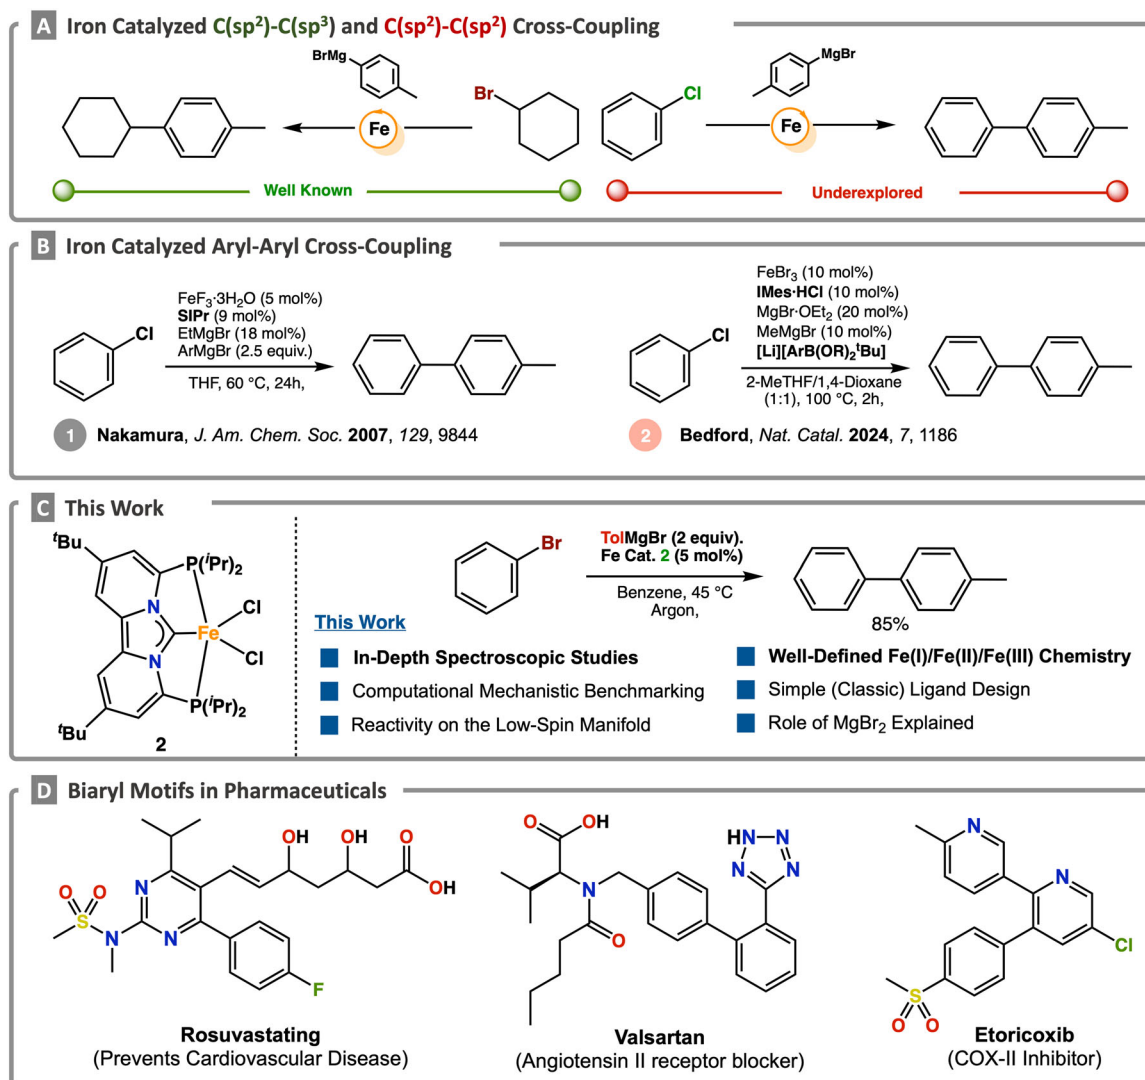 A Iron Catalyzed C(sp²)-C(sp³) and C(sp²)-C(sp²) Cross-Coupling
BrMg
Fe
Br
Cl
MgBr
Fe
Well Known
Underexplored
B Iron Catalyzed Aryl-Aryl Cross-Coupling
Cl
FeF₃·3H₂O (5 mol%)
SIPr (9 mol%)
EtMgBr (18 mol%)
ArMgBr (2.5 equiv.)
THF, 60 °C, 24h,
1 Nakamura, J. Am. Chem. Soc. 2007, 129, 9844
Cl
FeBr₃ (10 mol%)
IMes·HCl (10 mol%)
MgBr·OEt₂ (20 mol%)
MeMgBr (10 mol%)
[Li][ArB(OR)₂ᵗBu]
2-MeTHF/1,4-Dioxane
(1:1), 100 °C, 2h,
2 Bedford, Nat. Catal. 2024, 7, 1186
C This Work
ᵗBu
P(ⁱPr)₂
N
Cl
Fe
Cl
N
P(ⁱPr)₂
ᵗBu
2
Br
TolMgBr (2 equiv).
Fe Cat. 2 (5 mol%)
Benzene, 45 °C
Argon,
85%
This Work
In-Depth Spectroscopic Studies
Computational Mechanistic Benchmarking
Reactivity on the Low-Spin Manifold
Well-Defined Fe(I)/Fe(II)/Fe(III) Chemistry
Simple (Classic) Ligand Design
Role of MgBr₂ Explained
D Biaryl Motifs in Pharmaceuticals
OH OH O
OH
N
O O
S
N
N
F
Rosuvastating
(Prevents Cardiovascular Disease)
O OH
HN N
N N
N
O
Valsartan
(Angiotensin II receptor blocker)
N
N
Cl
S
O O
Etoricoxib
(COX-II Inhibitor)